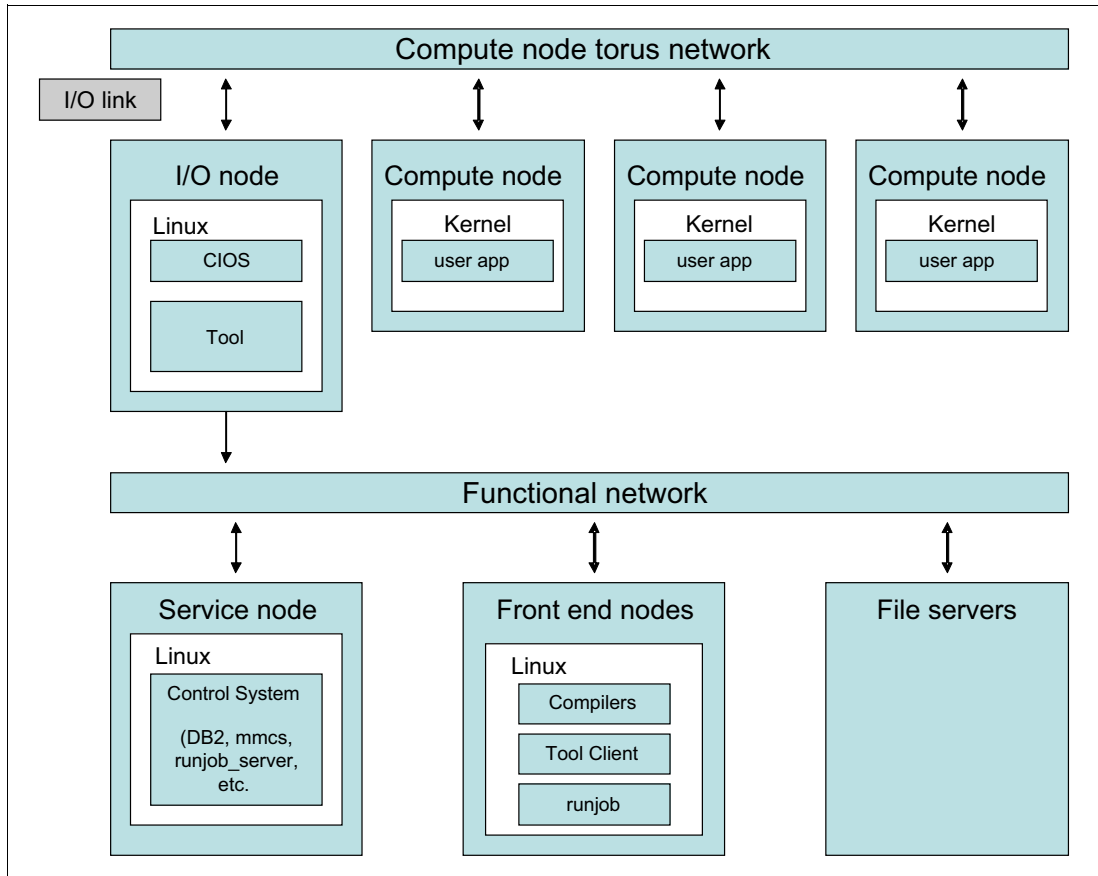 Compute node torus network
I/O link
I/O node
Linux
CIOS
Tool
Compute node
Kernel
user app
Compute node
Kernel
user app
Compute node
Kernel
user app
Functional network
Service node
Linux
Control System
(DB2, mmcs,
runjob_server,
etc.
Front end nodes
Linux
Compilers
Tool Client
runjob
File servers